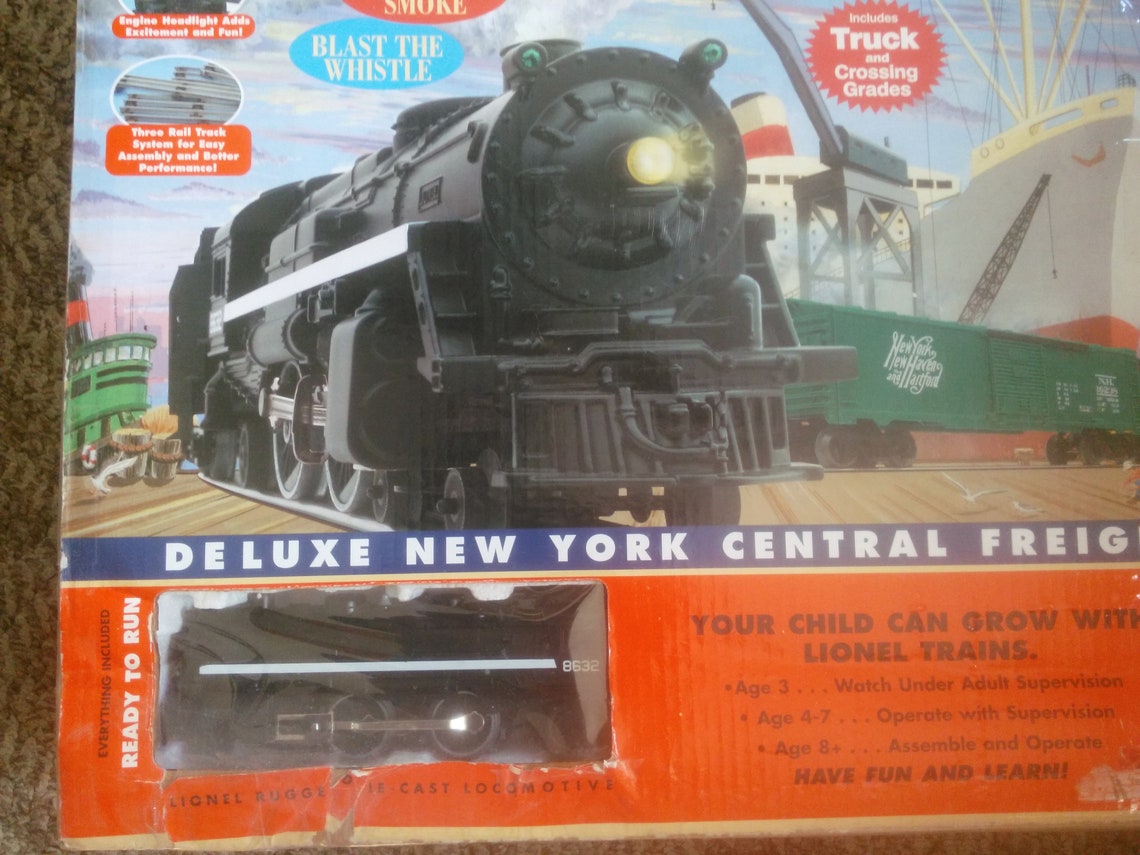 SMOKE
Engine Headlight Adds
Excitement and Fun!
BLAST THE
WHISTLE
Includes
Truck
and
Crossing
Grades
Three Rail Track
System for Easy
Assembly and Better
Performance!
New York,
New Haven
and Hartford
NH
DELUXE NEW YORK CENTRAL FREIG
EVERYTHING INCLUDED
READY TO RUN
8632
YOUR CHILD CAN GROW WITH
LIONEL TRAINS.
•Age 3 . . . Watch Under Adult Supervision
• Age 4-7 . . . Operate with Supervision
• Age 8+ . . . Assemble and Operate
HAVE FUN AND LEARN!
LIONEL RUGGE IE-CAST LOCOMOTIVE